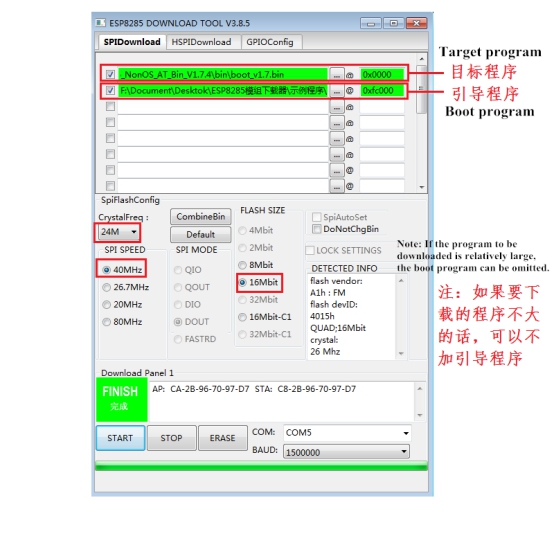 ESP8285 DOWNLOAD TOOL V3.8.5
SPIDownload HSPIDownload GPIOConfig
_NonOS_AT_Bin_V1.7.4\bin\boot_v1.7.bin ... @ 0x0000
F:\Document\Desktok\ESP8285模组下载器\示例程序\ ... @ 0xfc000
... @
... @
... @
... @
... @
Target program
目标程序
引导程序
Boot program
SpiFlashConfig
CrystalFreq :
24M
CombineBin
Default
SPI SPEED
40MHz
26.7MHz
20MHz
80MHz
SPI MODE
QIO
QOUT
DIO
DOUT
FASTRD
FLASH SIZE
4Mbit
2Mbit
8Mbit
16Mbit
32Mbit
16Mbit-C1
32Mbit-C1
SpiAutoSet
DoNotChgBin
LOCK SETTINGS
DETECTED INFO
flash vendor:
A1h : FM
flash devID:
4015h
QUAD;16Mbit
crystal:
26 Mhz
Note: If the program to be
downloaded is relatively large,
the boot program can be omitted.
注：如果要下
载的程序不大
的话，可以不
加引导程序
Download Panel 1
FINISH
完成
AP: CA-2B-96-70-97-D7 STA: C8-2B-96-70-97-D7
START STOP ERASE
COM: COM5
BAUD: 1500000